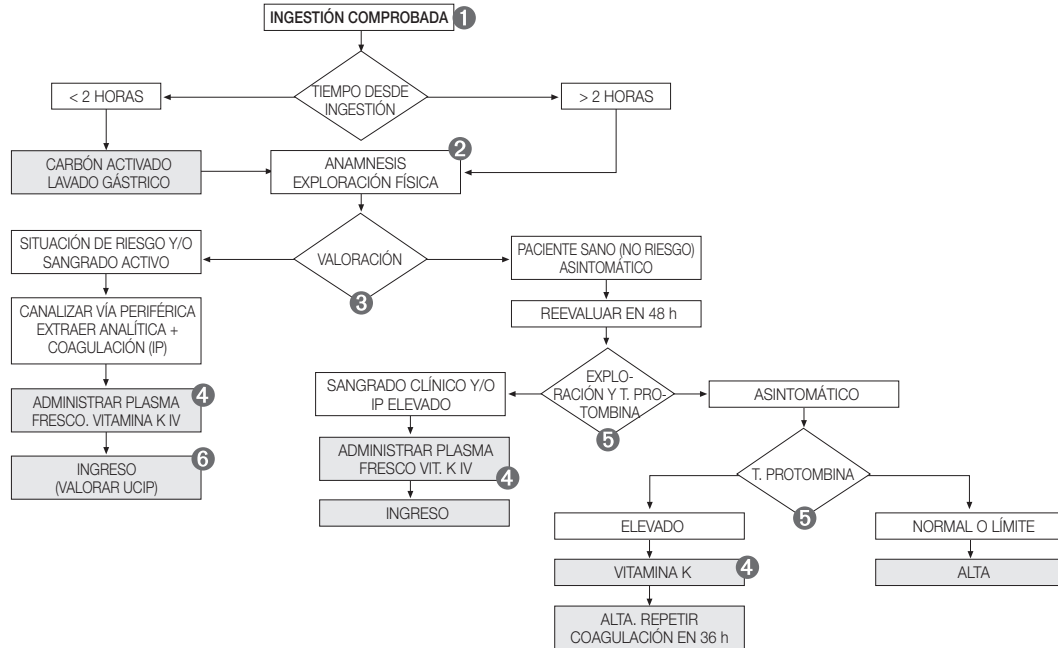 INGESTIÓN COMPROBADA 1
TIEMPO DESDE
INGESTIÓN
< 2 HORAS
> 2 HORAS
CARBÓN ACTIVADO
LAVADO GÁSTRICO
2
ANAMNESIS
EXPLORACIÓN FÍSICA
VALORACIÓN
3
SITUACIÓN DE RIESGO Y/O
SANGRADO ACTIVO
PACIENTE SANO (NO RIESGO)
ASINTOMÁTICO
CANALIZAR VÍA PERIFÉRICA
EXTRAER ANALÍTICA +
COAGULACIÓN (IP)
REEVALUAR EN 48 h
ADMINISTRAR PLASMA
FRESCO. VITAMINA K IV
4
INGRESO
(VALORAR UCIP)
6
EXPLO-
RACIÓN Y T. PRO-
TOMBINA
5
SANGRADO CLÍNICO Y/O
IP ELEVADO
ADMINISTRAR PLASMA
FRESCO VIT. K IV
4
INGRESO
ASINTOMÁTICO
T. PROTOMBINA
5
ELEVADO
NORMAL O LÍMITE
VITAMINA K
4
ALTA
ALTA. REPETIR
COAGULACIÓN EN 36 h